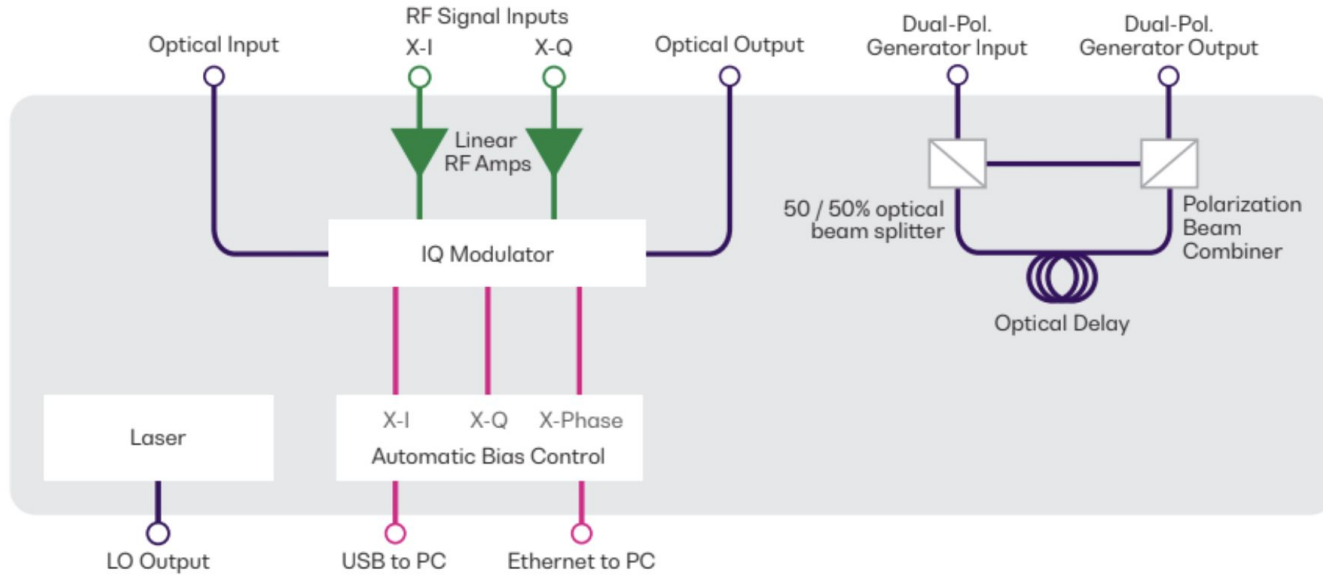 RF Signal Inputs
Optical Input
X-I
X-Q
Optical Output
Dual-Pol.
Generator Input
Dual-Pol.
Generator Output
Linear
RF Amps
50 / 50% optical
beam splitter
Polarization
Beam
Combiner
IQ Modulator
Optical Delay
X-I
X-Q
X-Phase
Laser
Automatic Bias Control
LO Output
USB to PC
Ethernet to PC